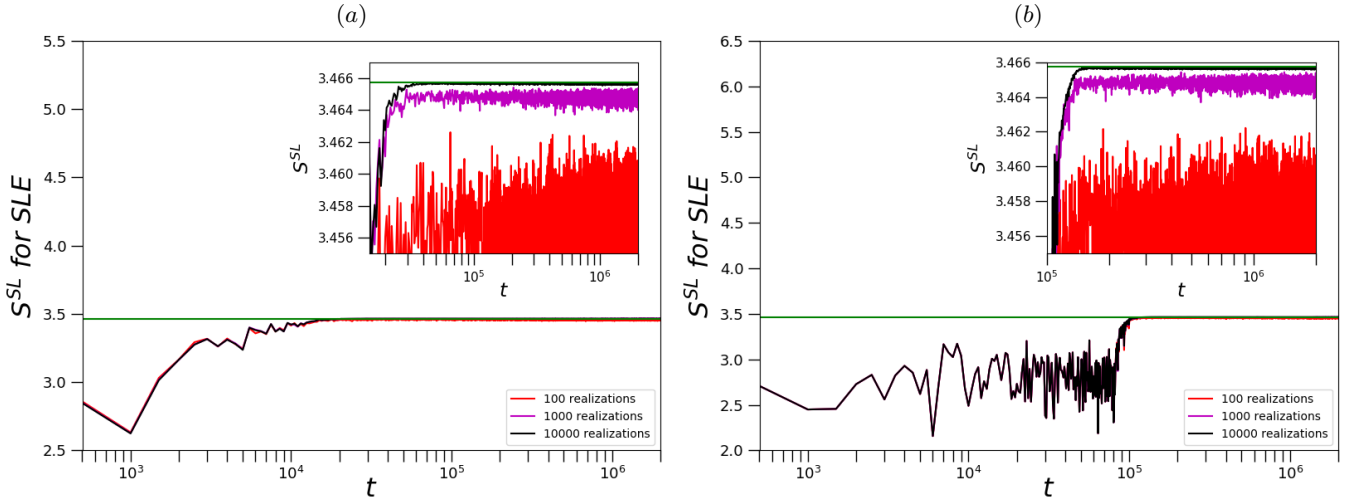 (a)
5.5
5.0
4.5
4.0
3.5
3.0
2.5
S^{SL} for SLE
10^3
10^4
10^5
10^6
t
3.466
3.464
3.462
3.460
3.458
3.456
S^{SL}
10^5
10^6
t
100 realizations
1000 realizations
10000 realizations
(b)
6.5
6.0
5.5
5.0
4.5
4.0
3.5
3.0
2.5
2.0
S^{SL} for SLE
10^3
10^4
10^5
10^6
t
3.466
3.464
3.462
3.460
3.458
3.456
S^{SL}
10^5
10^6
t
100 realizations
1000 realizations
10000 realizations